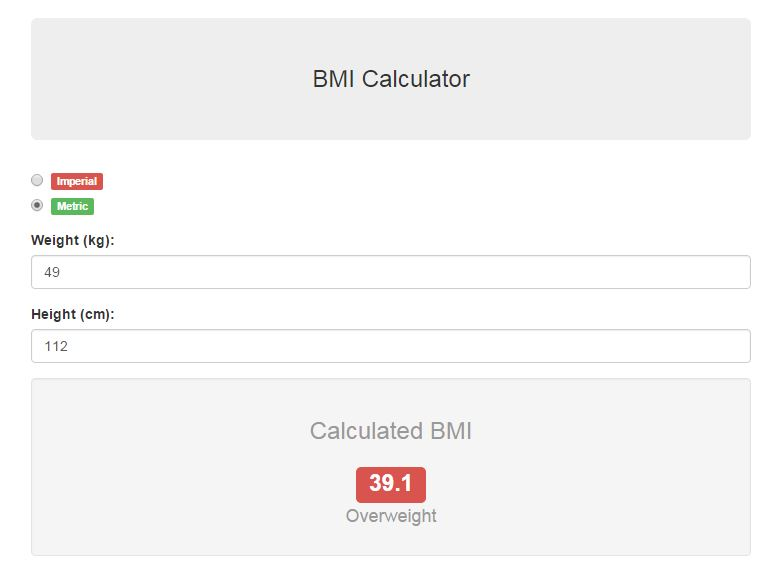 BMI Calculator
Imperial
Metric
Weight (kg):
49
Height (cm):
112
Calculated BMI
39.1
Overweight